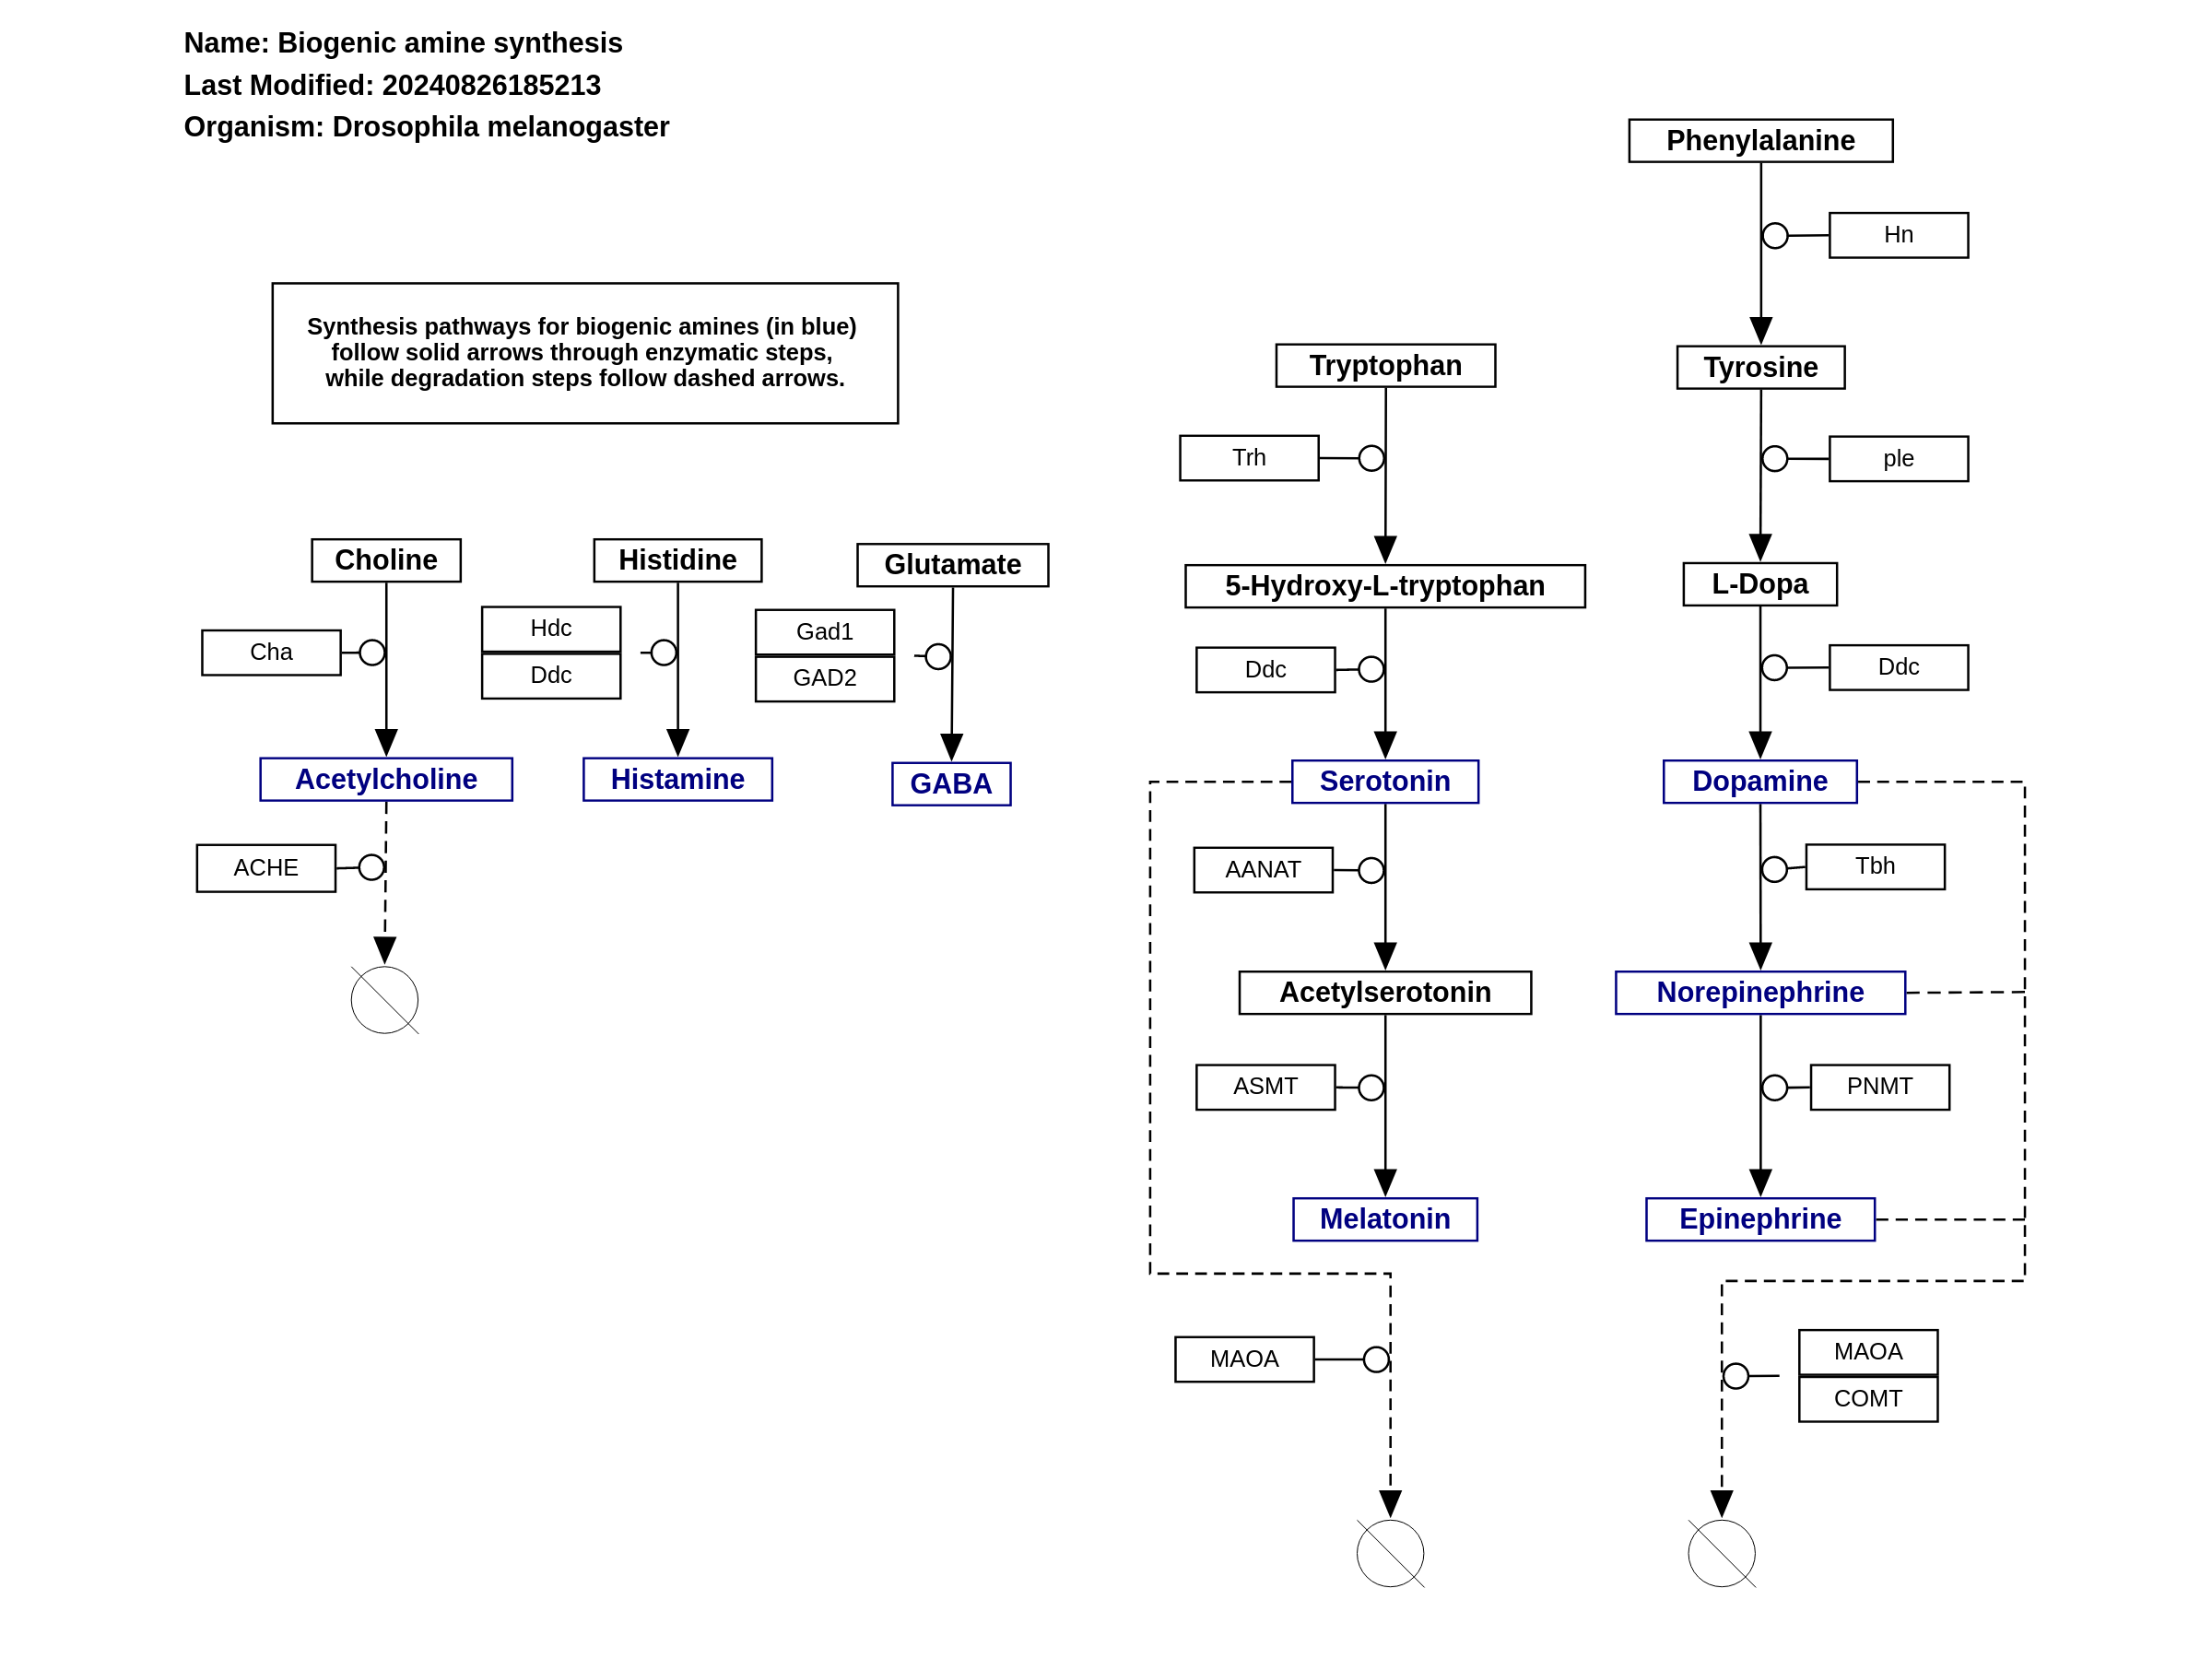 Name: Biogenic amine synthesis
Last Modified: 20240826185213
Organism: Drosophila melanogaster
Synthesis pathways for biogenic amines (in blue)
follow solid arrows through enzymatic steps,
while degradation steps follow dashed arrows.
Choline
Cha
Acetylcholine
ACHE
Histidine
Hdc
Ddc
Histamine
Glutamate
Gad1
GAD2
GABA
Tryptophan
Trh
5-Hydroxy-L-tryptophan
Ddc
Serotonin
AANAT
Acetylserotonin
ASMT
Melatonin
MAOA
Phenylalanine
Hn
Tyrosine
ple
L-Dopa
Ddc
Dopamine
Tbh
Norepinephrine
PNMT
Epinephrine
MAOA
COMT